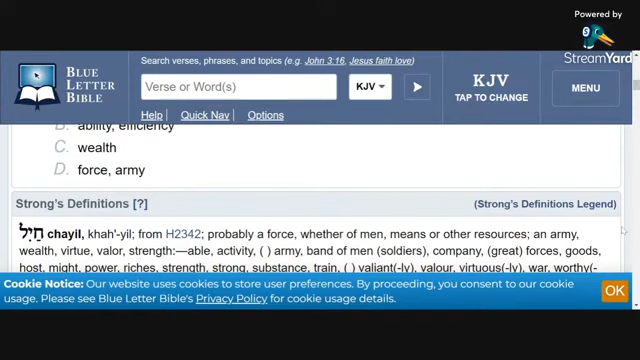 Powered by
StreamYard
BLUE
LETTER
BIBLE
Search verses, phrases, and topics (e.g. John 3:16, Jesus faith love)
Verse or Word(s)
KJV
KJV
TAP TO CHANGE
MENU
Help | Quick Nav | Options
B. ability, efficiency
C. wealth
D. force, army
Strong's Definitions [?]
(Strong's Definitions Legend)
חַיִל chayil, khah'-yil; from H2342; probably a force, whether of men, means or other resources; an army,
wealth, virtue, valor, strength:—able, activity, ( ) army, band of men (soldiers), company, (great) forces, goods,
host, might, power, riches, strength, strong, substance, train, ( ) valiant(-ly), valour, virtuous(-ly), war, worthy(-
Cookie Notice: Our website uses cookies to store user preferences. By proceeding, you consent to our cookie
usage. Please see Blue Letter Bible's Privacy Policy for cookie usage details.
OK